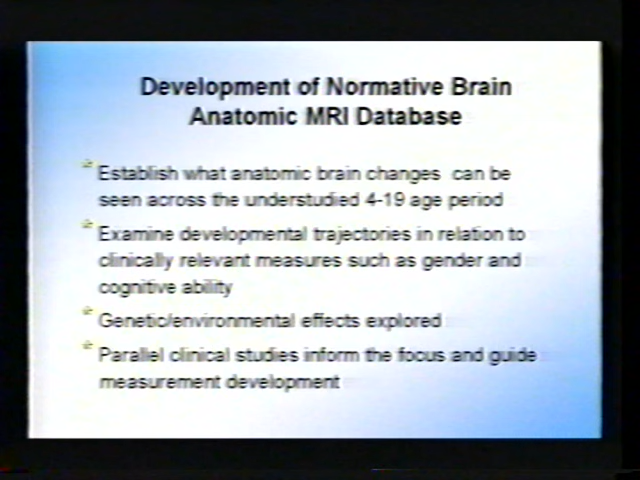 Development of Normative Brain
Anatomic MRI Database
Establish what anatomic brain changes can be
seen across the understudied 4-19 age period
Examine developmental trajectories in relation to
clinically relevant measures such as gender and
cognitive ability
Genetic/environmental effects explored
Parallel clinical studies inform the focus and guide
measurement development